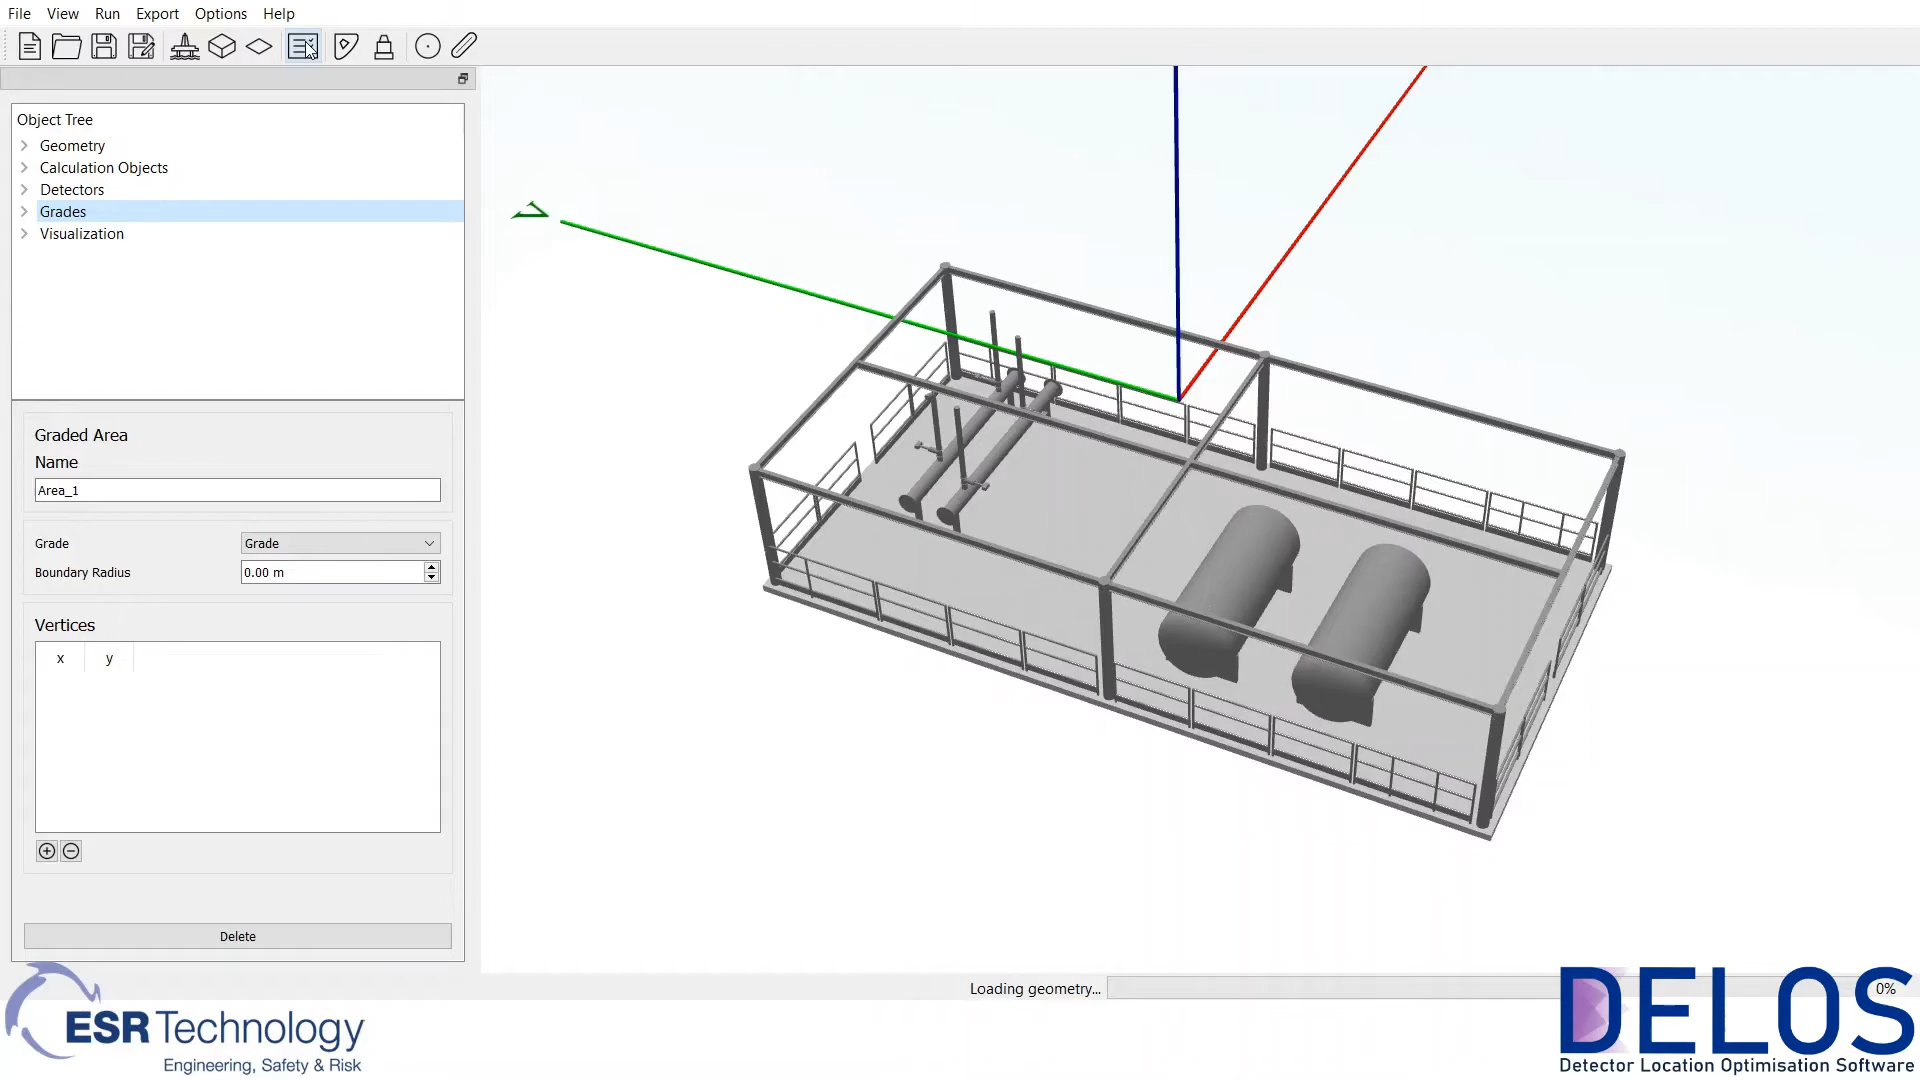 File View Run Export Options Help
Object Tree
Geometry
Calculation Objects
Detectors
Grades
Visualization
Graded Area
Name
Area_1
Grade Grade
Boundary Radius 0.00 m
Vertices
x y
Delete
Y
Loading geometry... 0%
ESR Technology
Engineering, Safety & Risk
DELOS
Detector Location Optimisation Software